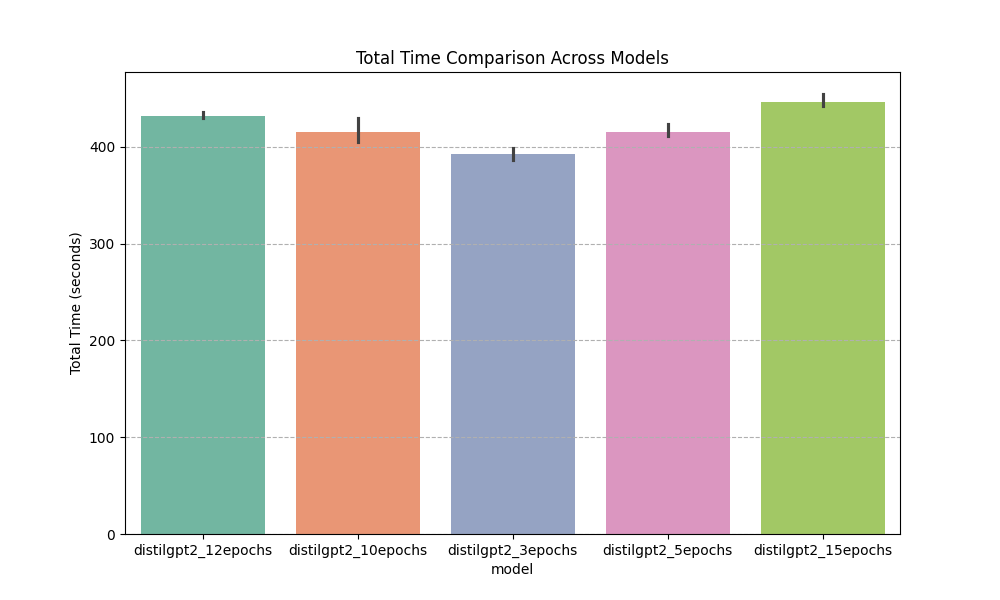 Total Time Comparison Across Models
Total Time (seconds)
400
300
200
100
0
distilgpt2_12epochs distilgpt2_10epochs distilgpt2_3epochs distilgpt2_5epochs distilgpt2_15epochs
model